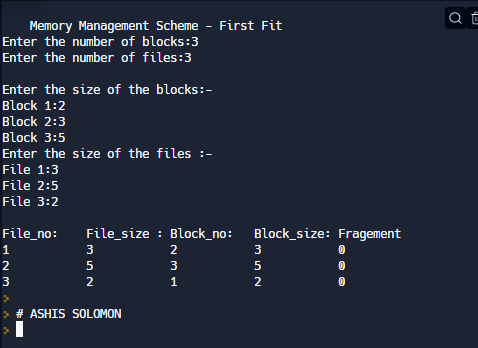 Memory Management Scheme - First Fit
Enter the number of blocks:3
Enter the number of files:3
Enter the size of the blocks:-
Block 1:2
Block 2:3
Block 3:5
Enter the size of the files :-
File 1:3
File 2:5
File 3:2
File_no: File_size : Block_no: Block_size: Fragement
1 3 2 3 0
2 5 3 5 0
3 2 1 2 0
>
> # ASHIS SOLOMON
>